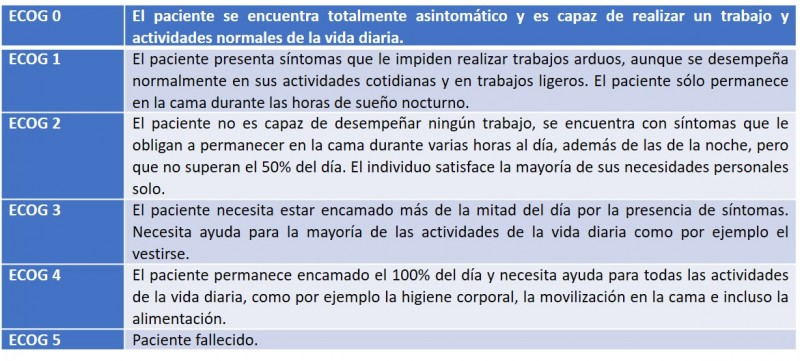 ECOG 0 El paciente se encuentra totalmente asintomático y es capaz de realizar un trabajo y
actividades normales de la vida diaria.
ECOG 1 El paciente presenta síntomas que le impiden realizar trabajos arduos, aunque se desempeña
normalmente en sus actividades cotidianas y en trabajos ligeros. El paciente sólo permanece
en la cama durante las horas de sueño nocturno.
ECOG 2 El paciente no es capaz de desempeñar ningún trabajo, se encuentra con síntomas que le
obligan a permanecer en la cama durante varias horas al día, además de las de la noche, pero
que no superan el 50% del día. El individuo satisface la mayoría de sus necesidades personales
solo.
ECOG 3 El paciente necesita estar encamado más de la mitad del día por la presencia de síntomas.
Necesita ayuda para la mayoría de las actividades de la vida diaria como por ejemplo el
vestirse.
ECOG 4 El paciente permanece encamado el 100% del día y necesita ayuda para todas las actividades
de la vida diaria, como por ejemplo la higiene corporal, la movilización en la cama e incluso la
alimentación.
ECOG 5 Paciente fallecido.